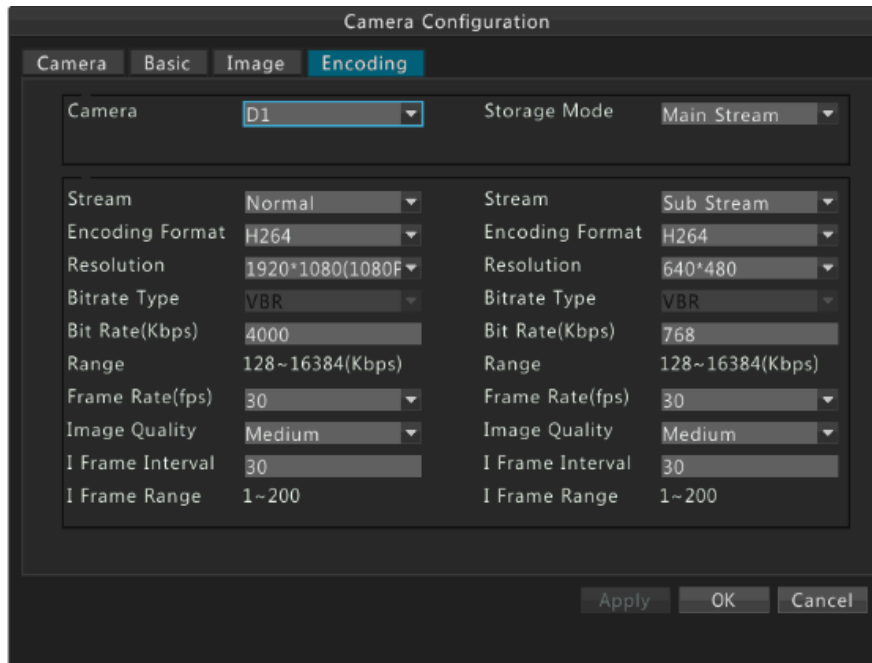 Camera Configuration
Camera Basic Image Encoding
Camera D1 Storage Mode Main Stream
Stream Normal Stream Sub Stream
Encoding Format H264 Encoding Format H264
Resolution 1920*1080(1080P Resolution 640*480
Bitrate Type VBR Bitrate Type VBR
Bit Rate(Kbps) 4000 Bit Rate(Kbps) 768
Range 128~16384(Kbps) Range 128~16384(Kbps)
Frame Rate(fps) 30 Frame Rate(fps) 30
Image Quality Medium Image Quality Medium
I Frame Interval 30 I Frame Interval 30
I Frame Range 1~200 I Frame Range 1~200
Apply OK Cancel